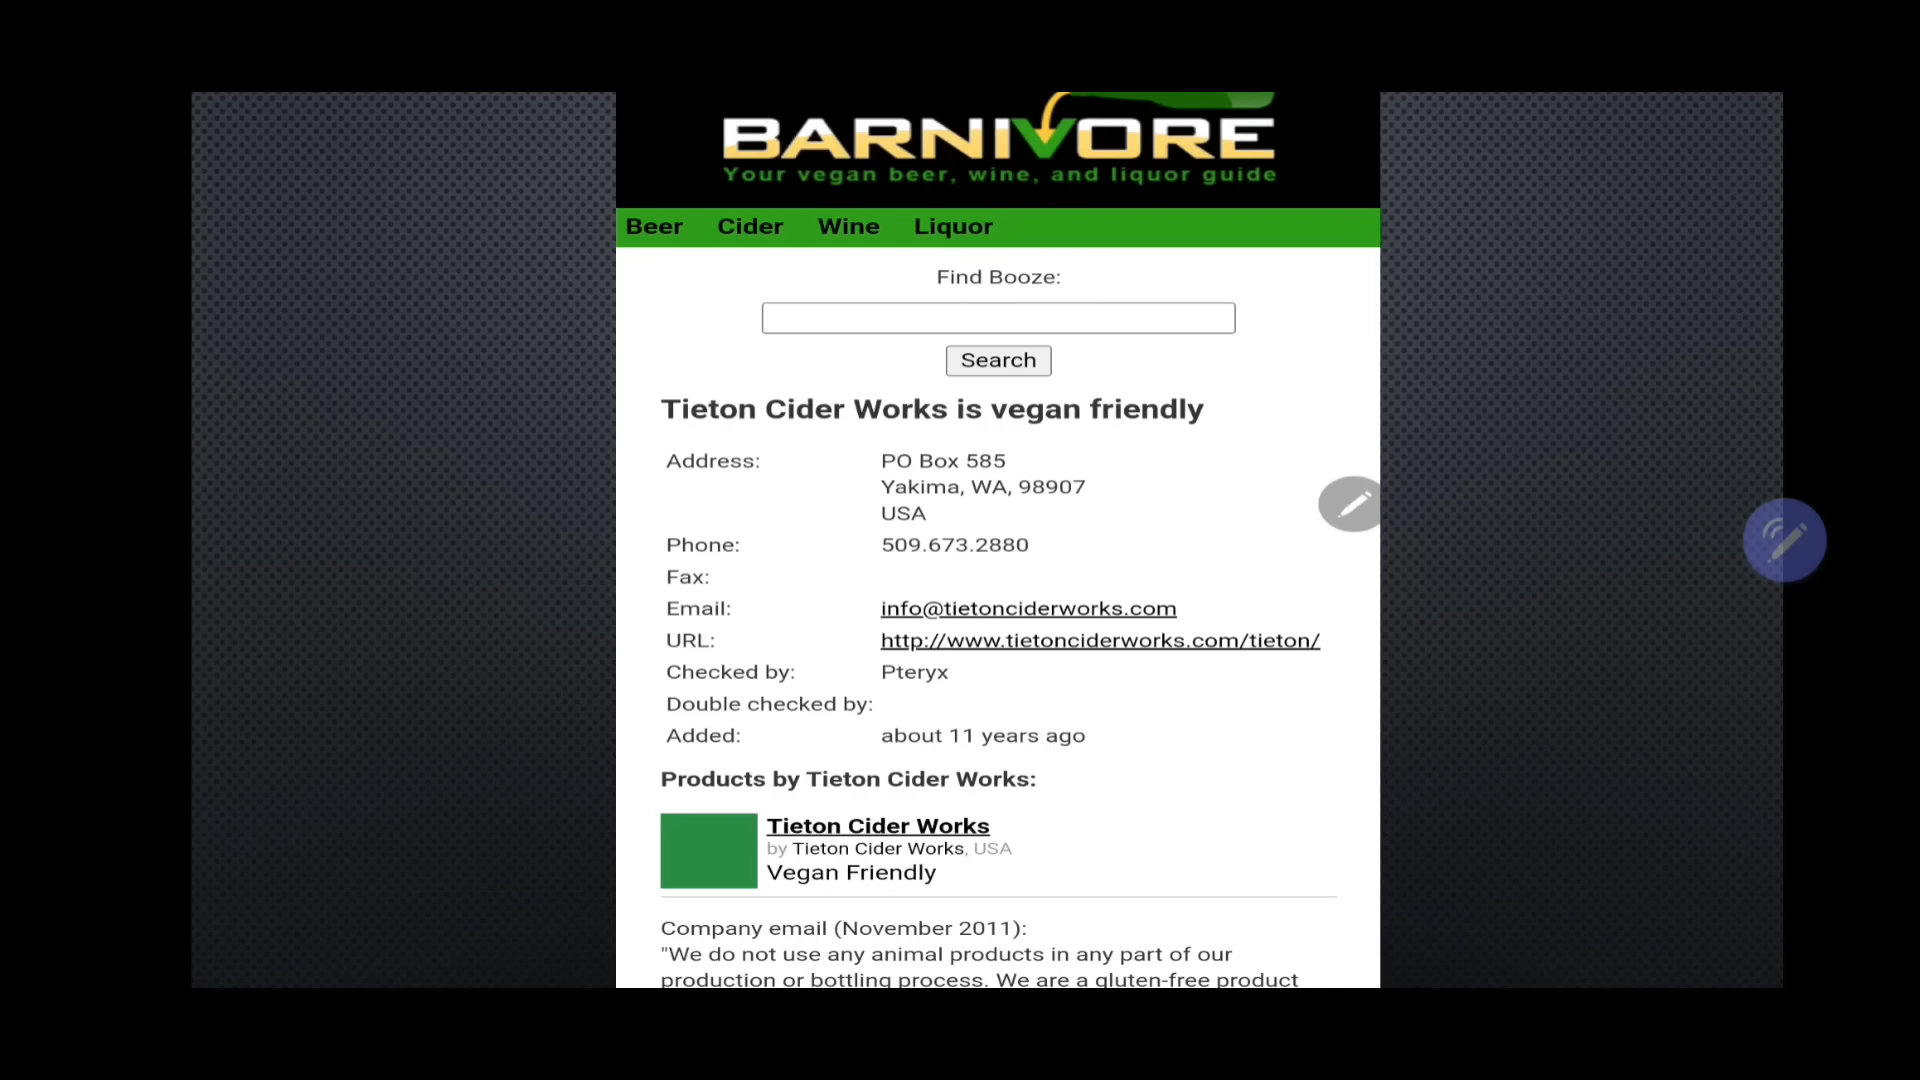 BARNIVORE
Your vegan beer, wine, and liquor guide
Beer Cider Wine Liquor
Find Booze:
Search
Tieton Cider Works is vegan friendly
Address: PO Box 585
Yakima, WA, 98907
USA
Phone: 509.673.2880
Fax:
Email: info@tietonciderworks.com
URL: http://www.tietonciderworks.com/tieton/
Checked by: Pteryx
Double checked by:
Added: about 11 years ago
Products by Tieton Cider Works:
Tieton Cider Works
by Tieton Cider Works, USA
Vegan Friendly
Company email (November 2011):
"We do not use any animal products in any part of our
production or bottling process. We are a gluten-free product